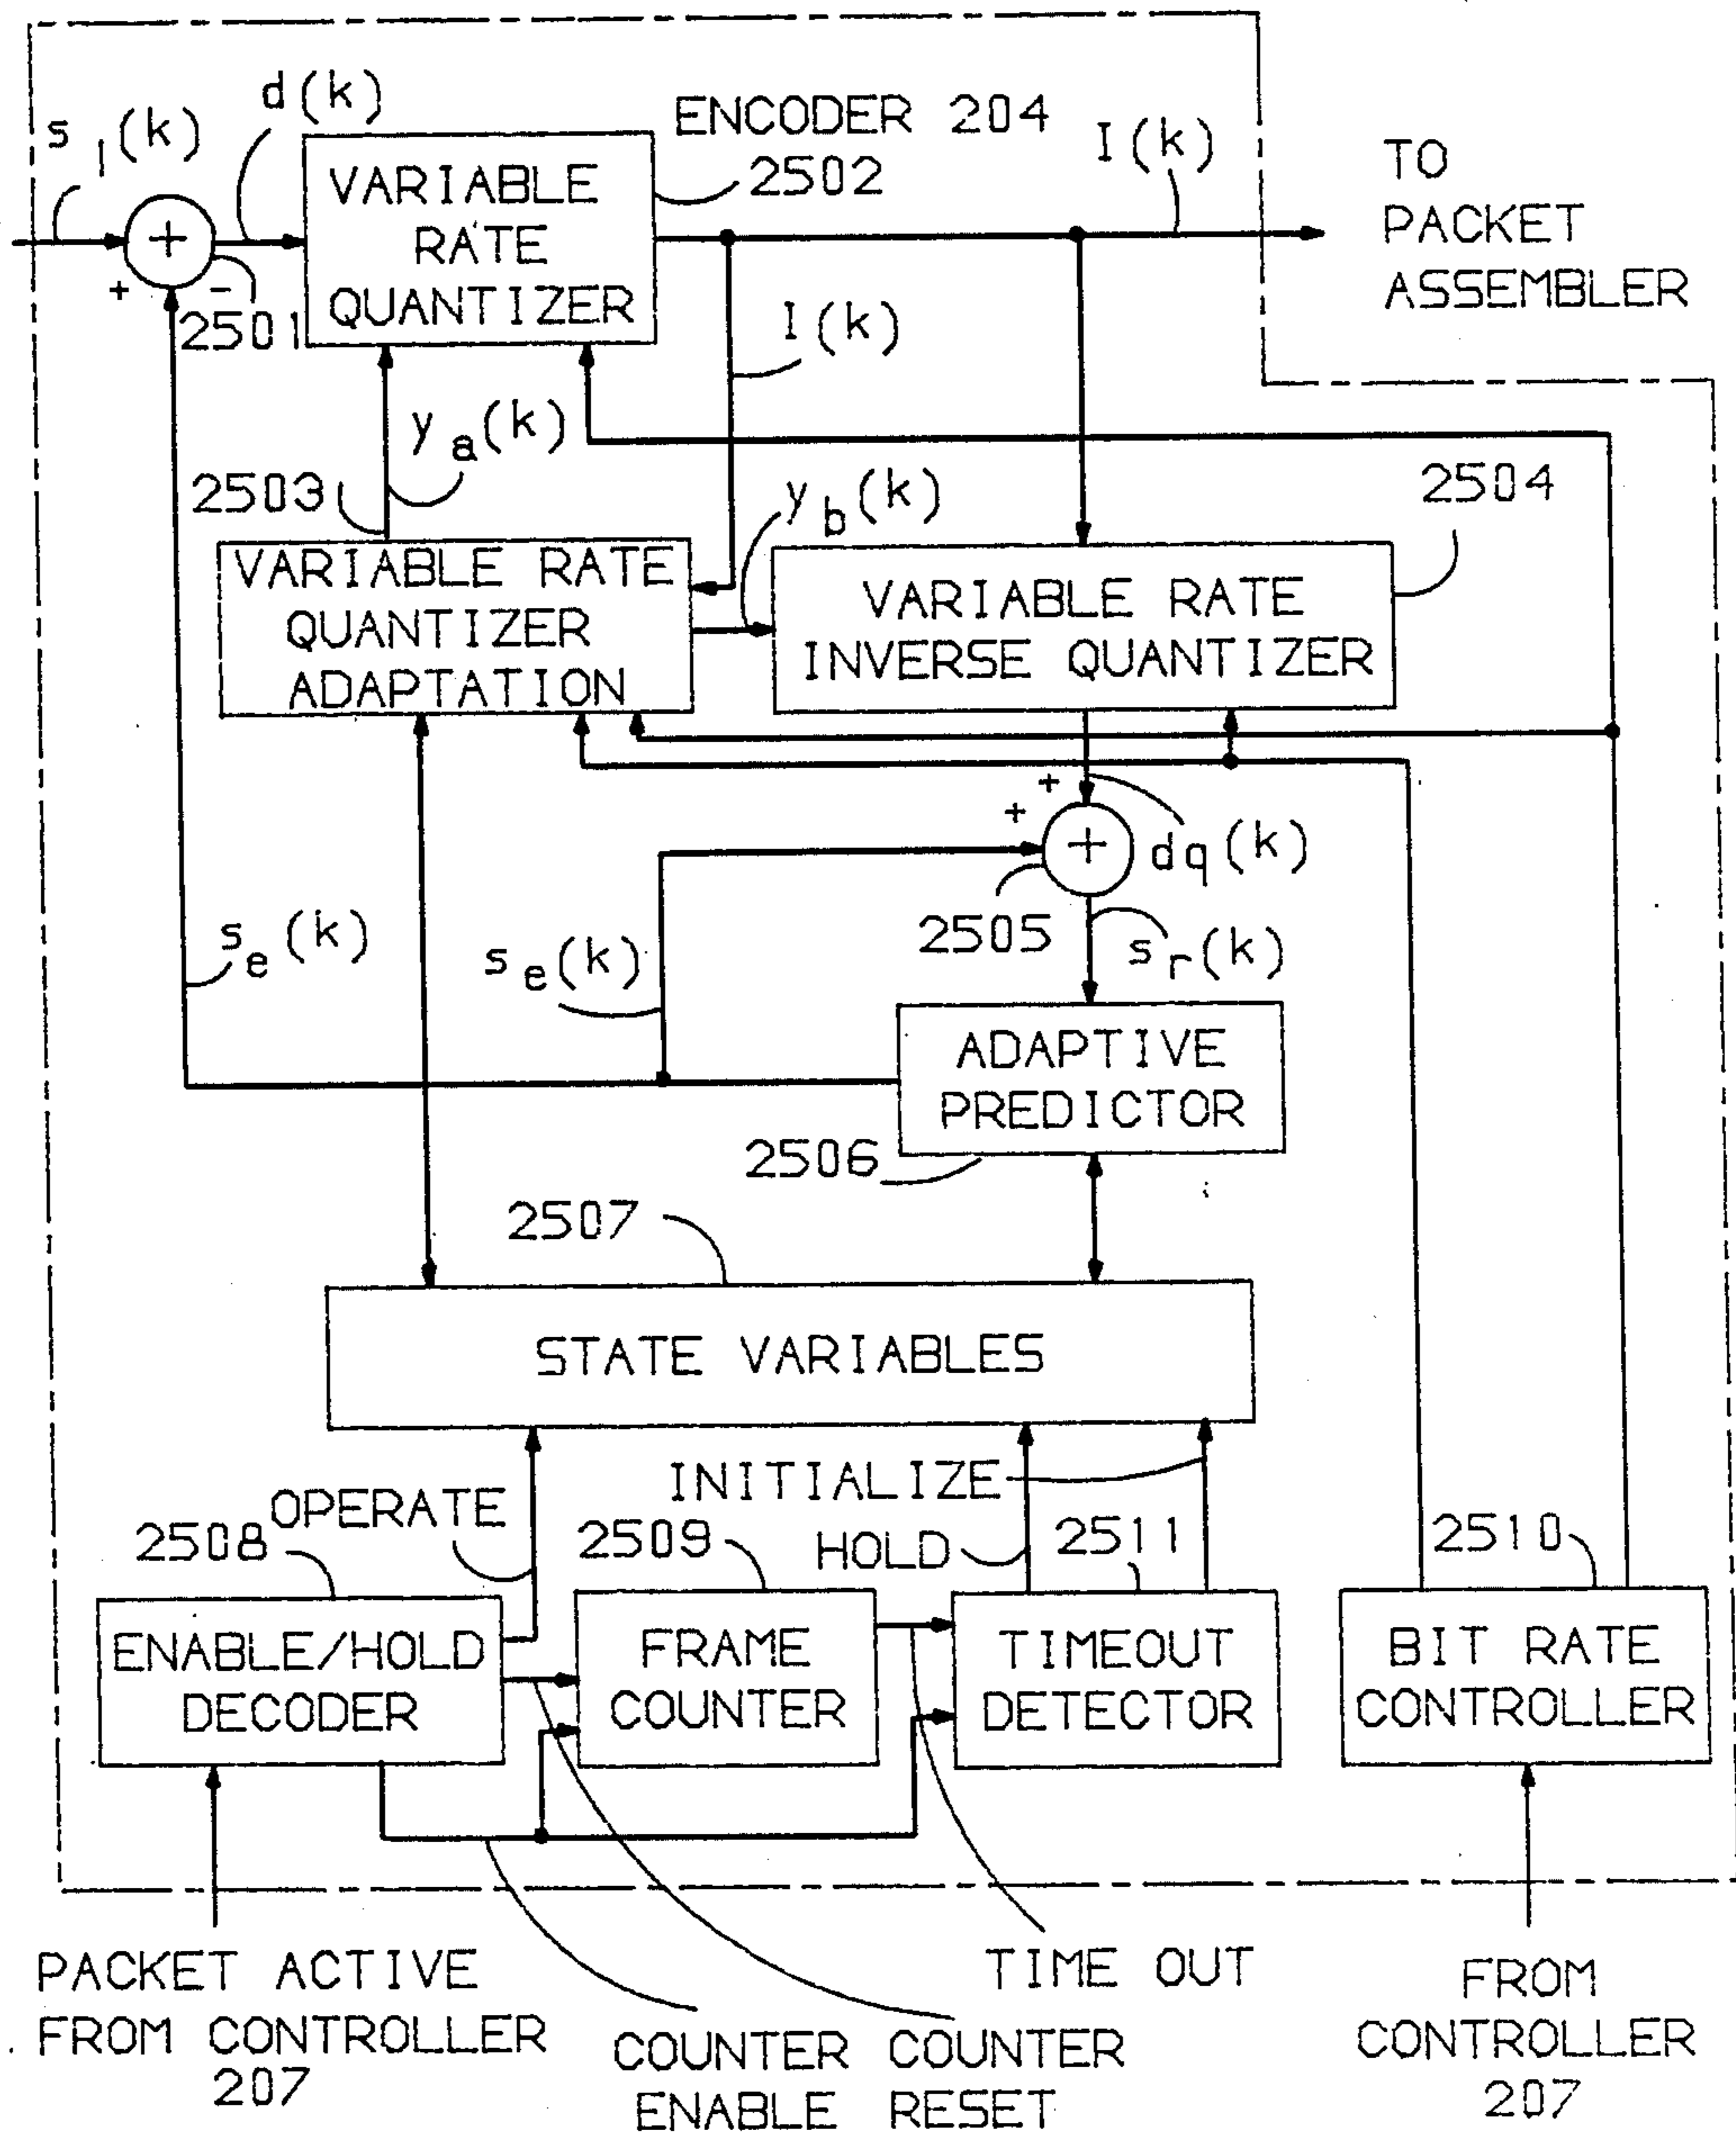 d(k)
s_l(k)
ENCODER 204
2502
I(k)
TO
PACKET
ASSEMBLER
VARIABLE
RATE
QUANTIZER
+
+
-
2501
I(k)
y_a(k)
2503
y_b(k)
2504
VARIABLE RATE
QUANTIZER
ADAPTATION
VARIABLE RATE
INVERSE QUANTIZER
+
+
+
dq(k)
2505
s_e(k)
s_e(k)
s_r(k)
ADAPTIVE
PREDICTOR
2506
2507
STATE VARIABLES
INITIALIZE
OPERATE
2508
2509
HOLD
2511
2510
ENABLE/HOLD
DECODER
FRAME
COUNTER
TIMEOUT
DETECTOR
BIT RATE
CONTROLLER
PACKET ACTIVE
FROM CONTROLLER
207
COUNTER
ENABLE
COUNTER
RESET
TIME OUT
FROM
CONTROLLER
207